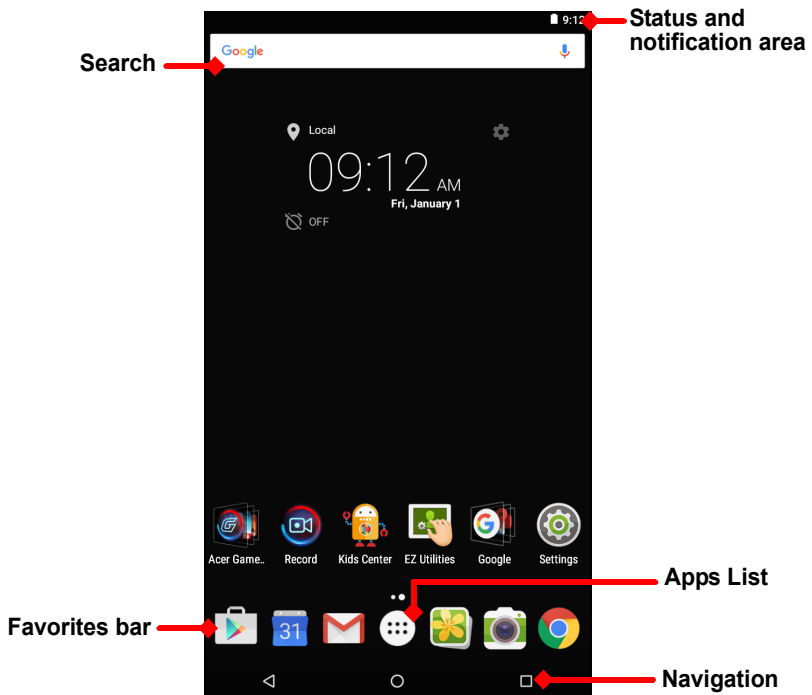 9:12
Status and
notification area
Google
Search
Local
09:12 AM
Fri, January 1
OFF
Acer Game..
Record
Kids Center
EZ Utilities
Google
Settings
Apps List
Favorites bar
31
Navigation